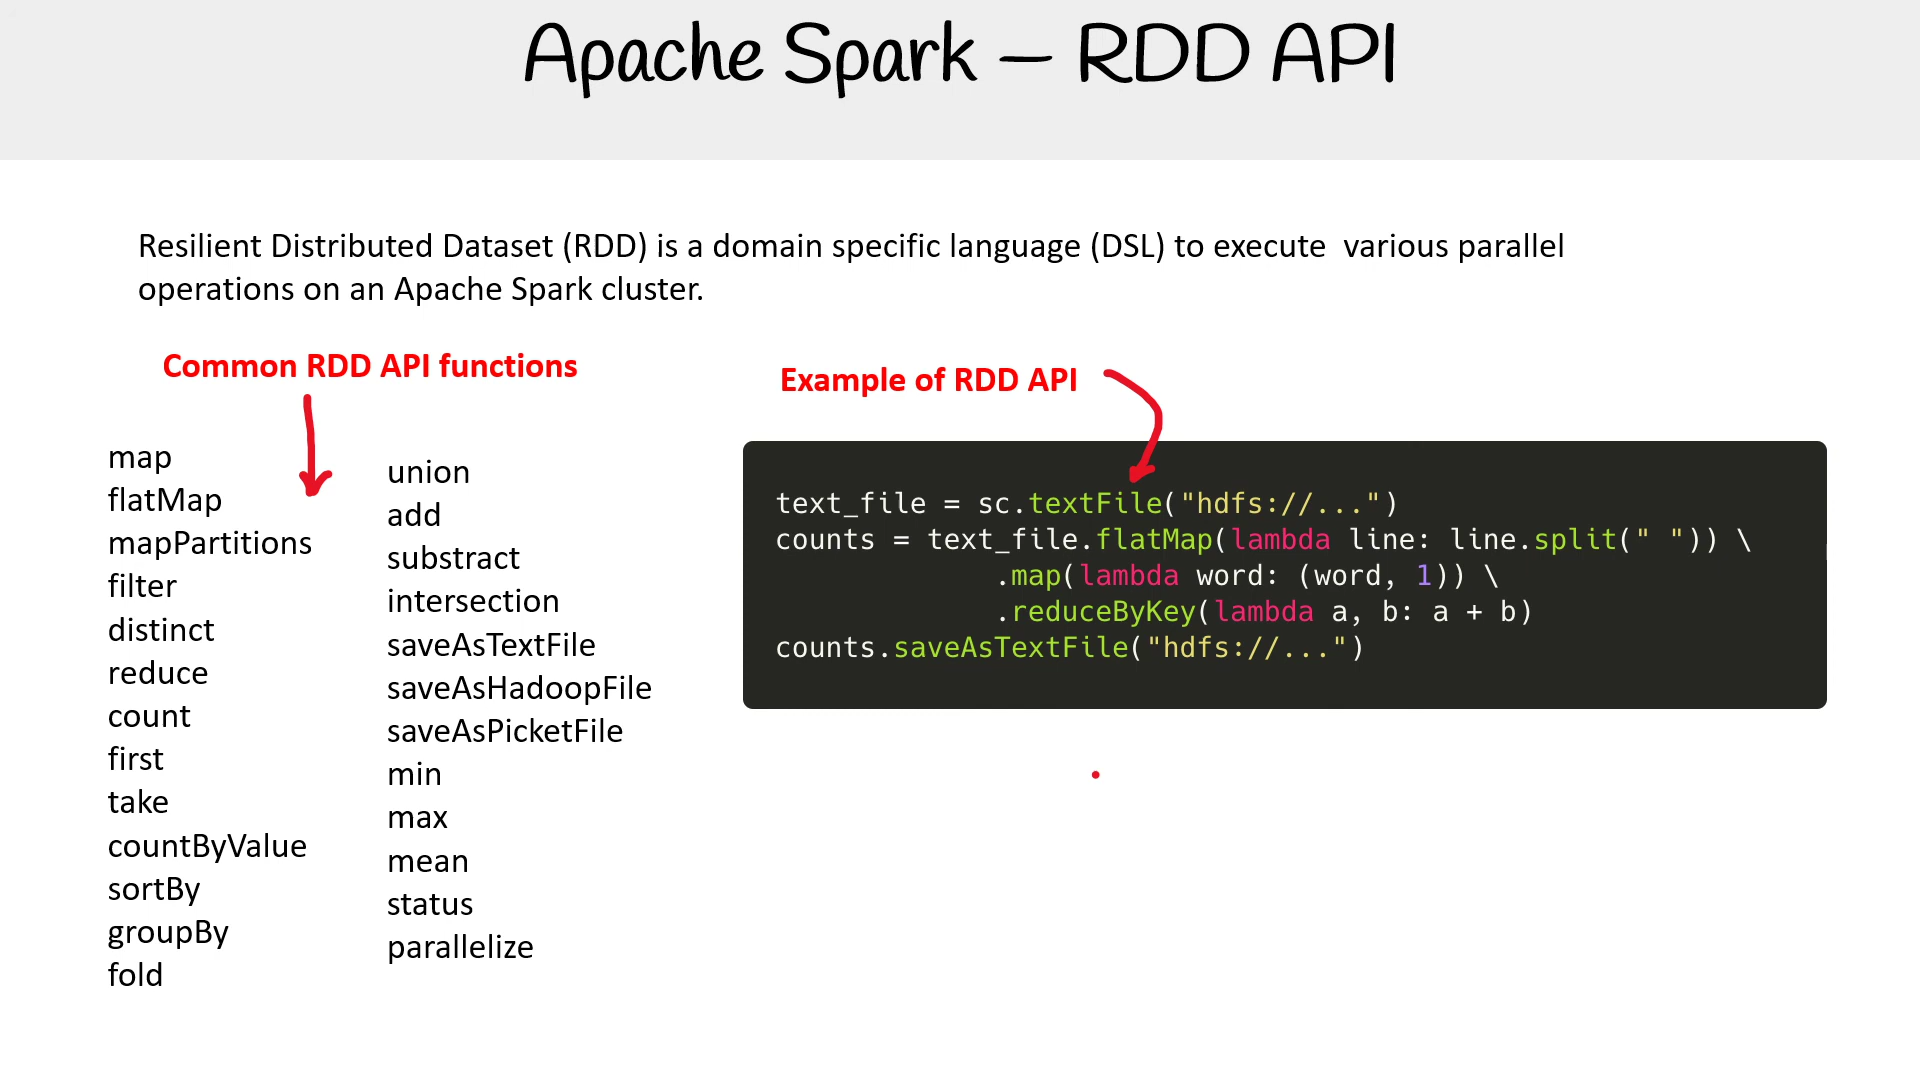 Apache Spark – RDD API
Resilient Distributed Dataset (RDD) is a domain specific language (DSL) to execute  various parallel
operations on an Apache Spark cluster.
Common RDD API functions
map
flatMap
mapPartitions
filter
distinct
reduce
count
first
take
countByValue
sortBy
groupBy
fold
union
add
substract
intersection
saveAsTextFile
saveAsHadoopFile
saveAsPicketFile
min
max
mean
status
parallelize
Example of RDD API
text_file = sc.textFile("hdfs://...")
counts = text_file.flatMap(lambda line: line.split(" ")) \
             .map(lambda word: (word, 1)) \
             .reduceByKey(lambda a, b: a + b)
counts.saveAsTextFile("hdfs://...")